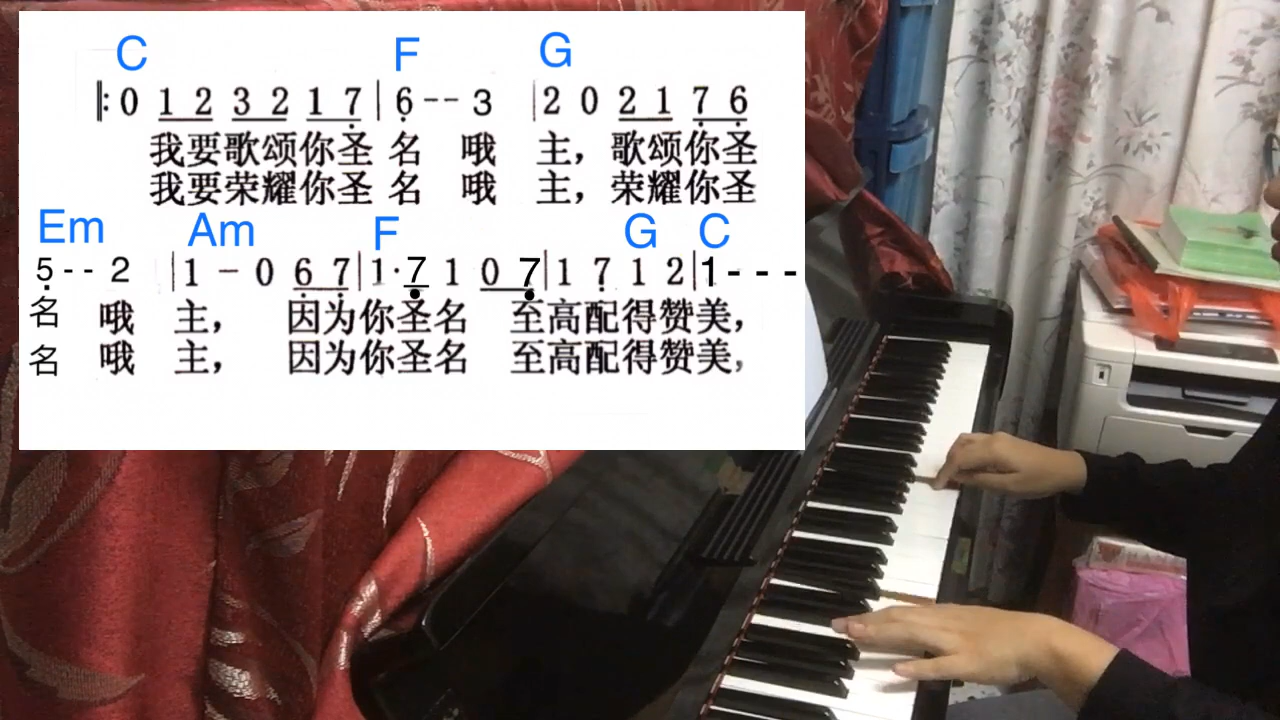 C F G
‖: 0 1 2 3 2 1 7̣ | 6̣ - - 3 | 2 0 2 1 7̣ 6̣
我要歌颂你圣名 哦 主，歌颂你圣
我要荣耀你圣名 哦 主，荣耀你圣
Em Am F G C
5̣ - - 2 | 1 - 0 6̣ 7̣ | 1· 7̣ 1 0 7̣ | 1 7̣ 1 2 | 1 - - -
名 哦 主， 因为你圣名 至高配得赞美，
名 哦 主， 因为你圣名 至高配得赞美，